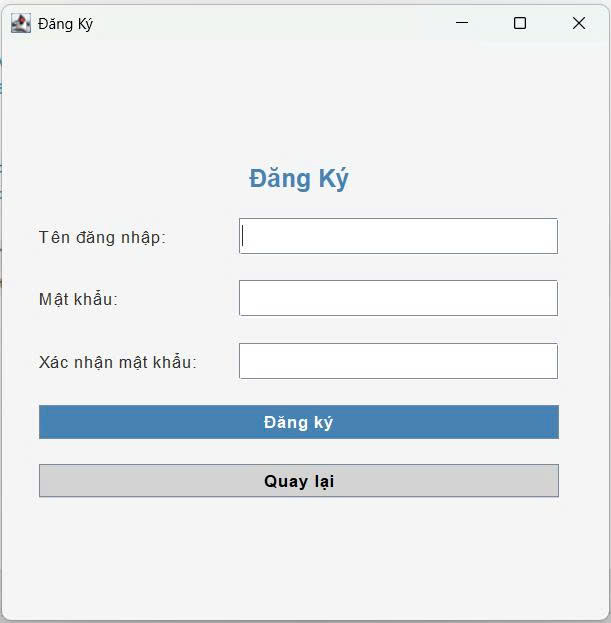 Đăng Ký
Đăng Ký
Tên đăng nhập:
Mật khẩu:
Xác nhận mật khẩu:
Đăng ký
Quay lại